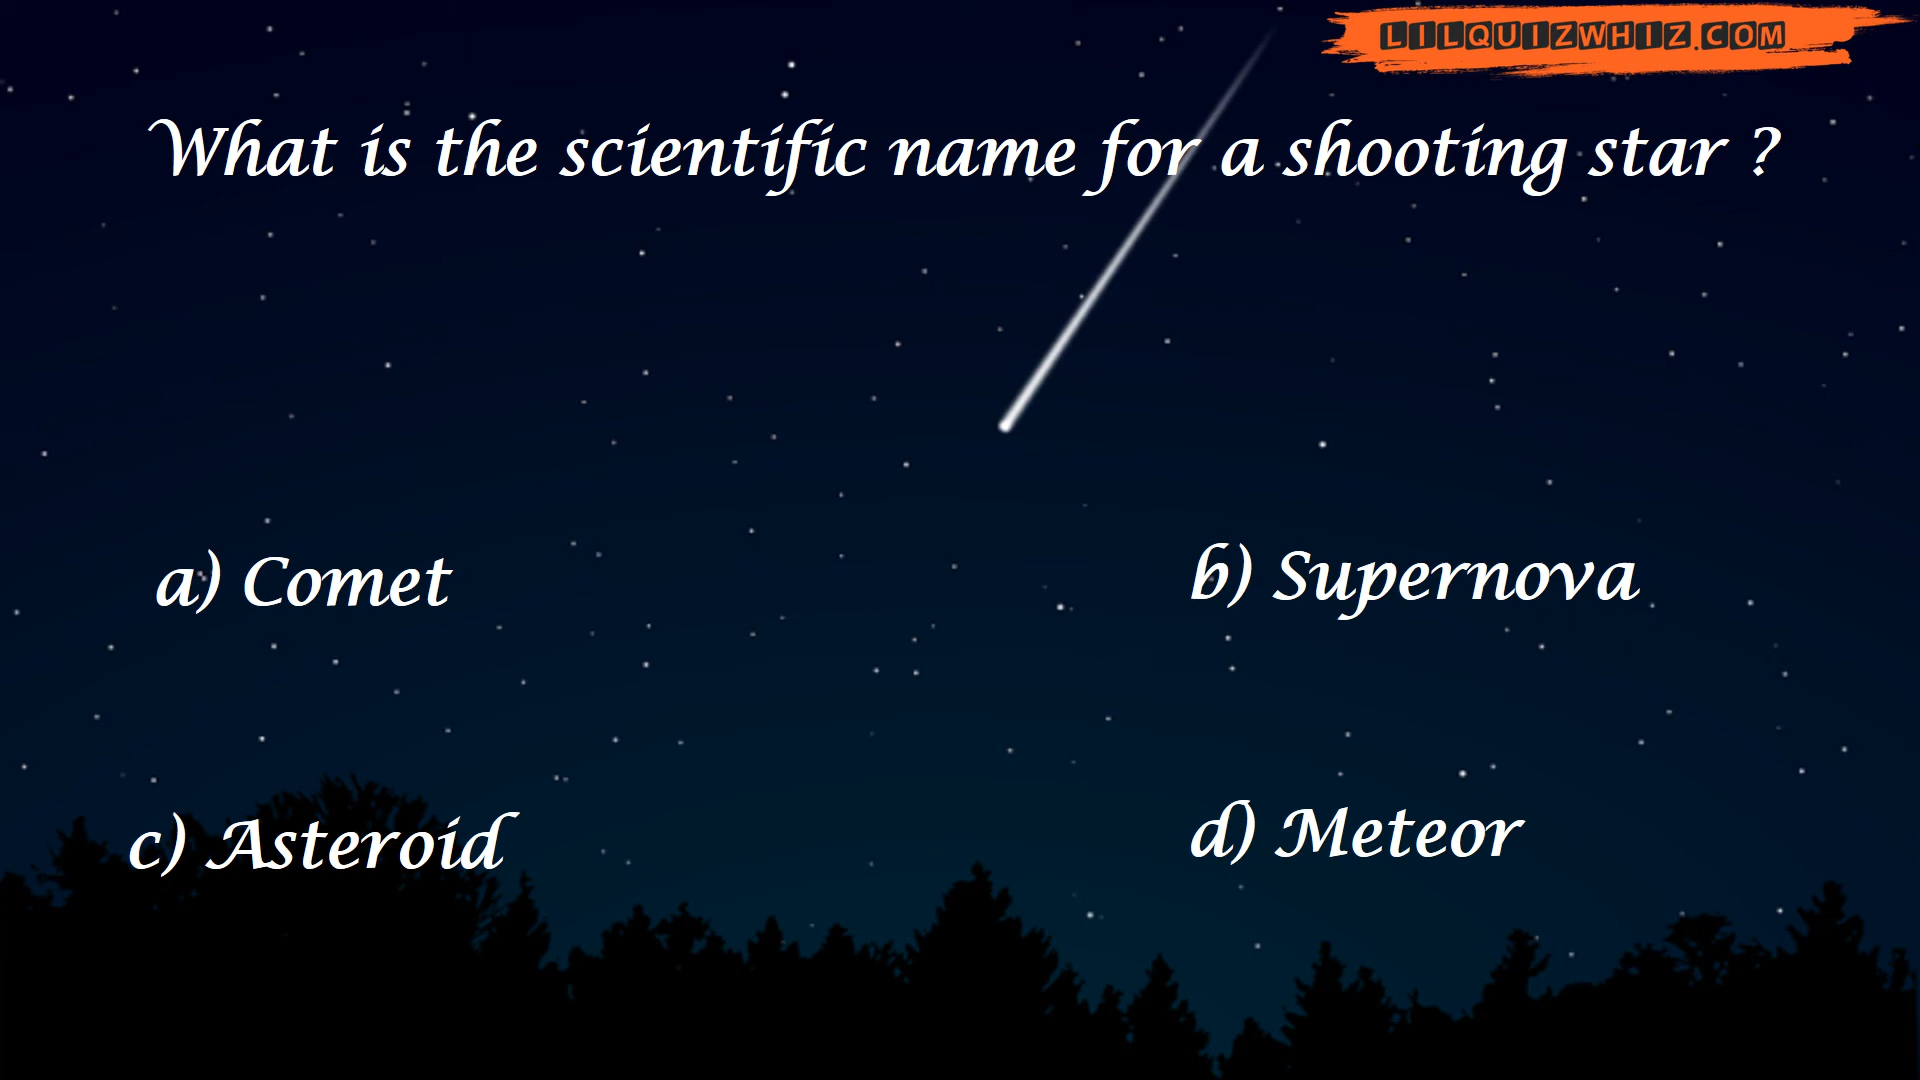 LILQUIZWHIZ.COM
What is the scientific name for a shooting star ?
a) Comet
b) Supernova
c) Asteroid
d) Meteor